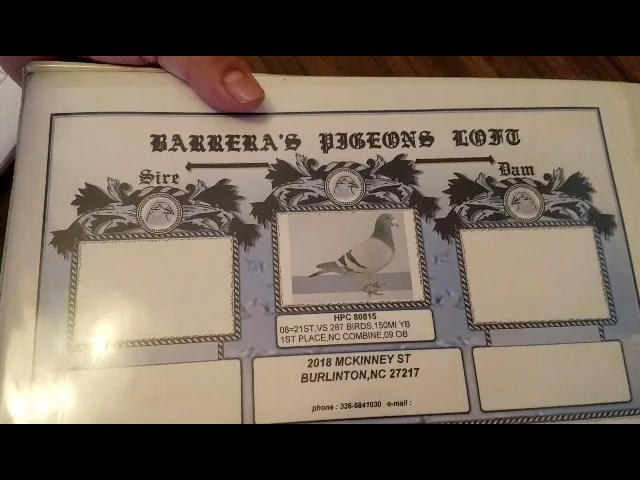 BARRERA'S PIGEONS LOFT
Sire
Dam
HPC 80815
08=21ST,VS 287 BIRDS,150MI YB
1ST PLACE,NC COMBINE,09 OB
2018 MCKINNEY ST
BURLINTON,NC 27217
phone : 336-6841030 e-mail :